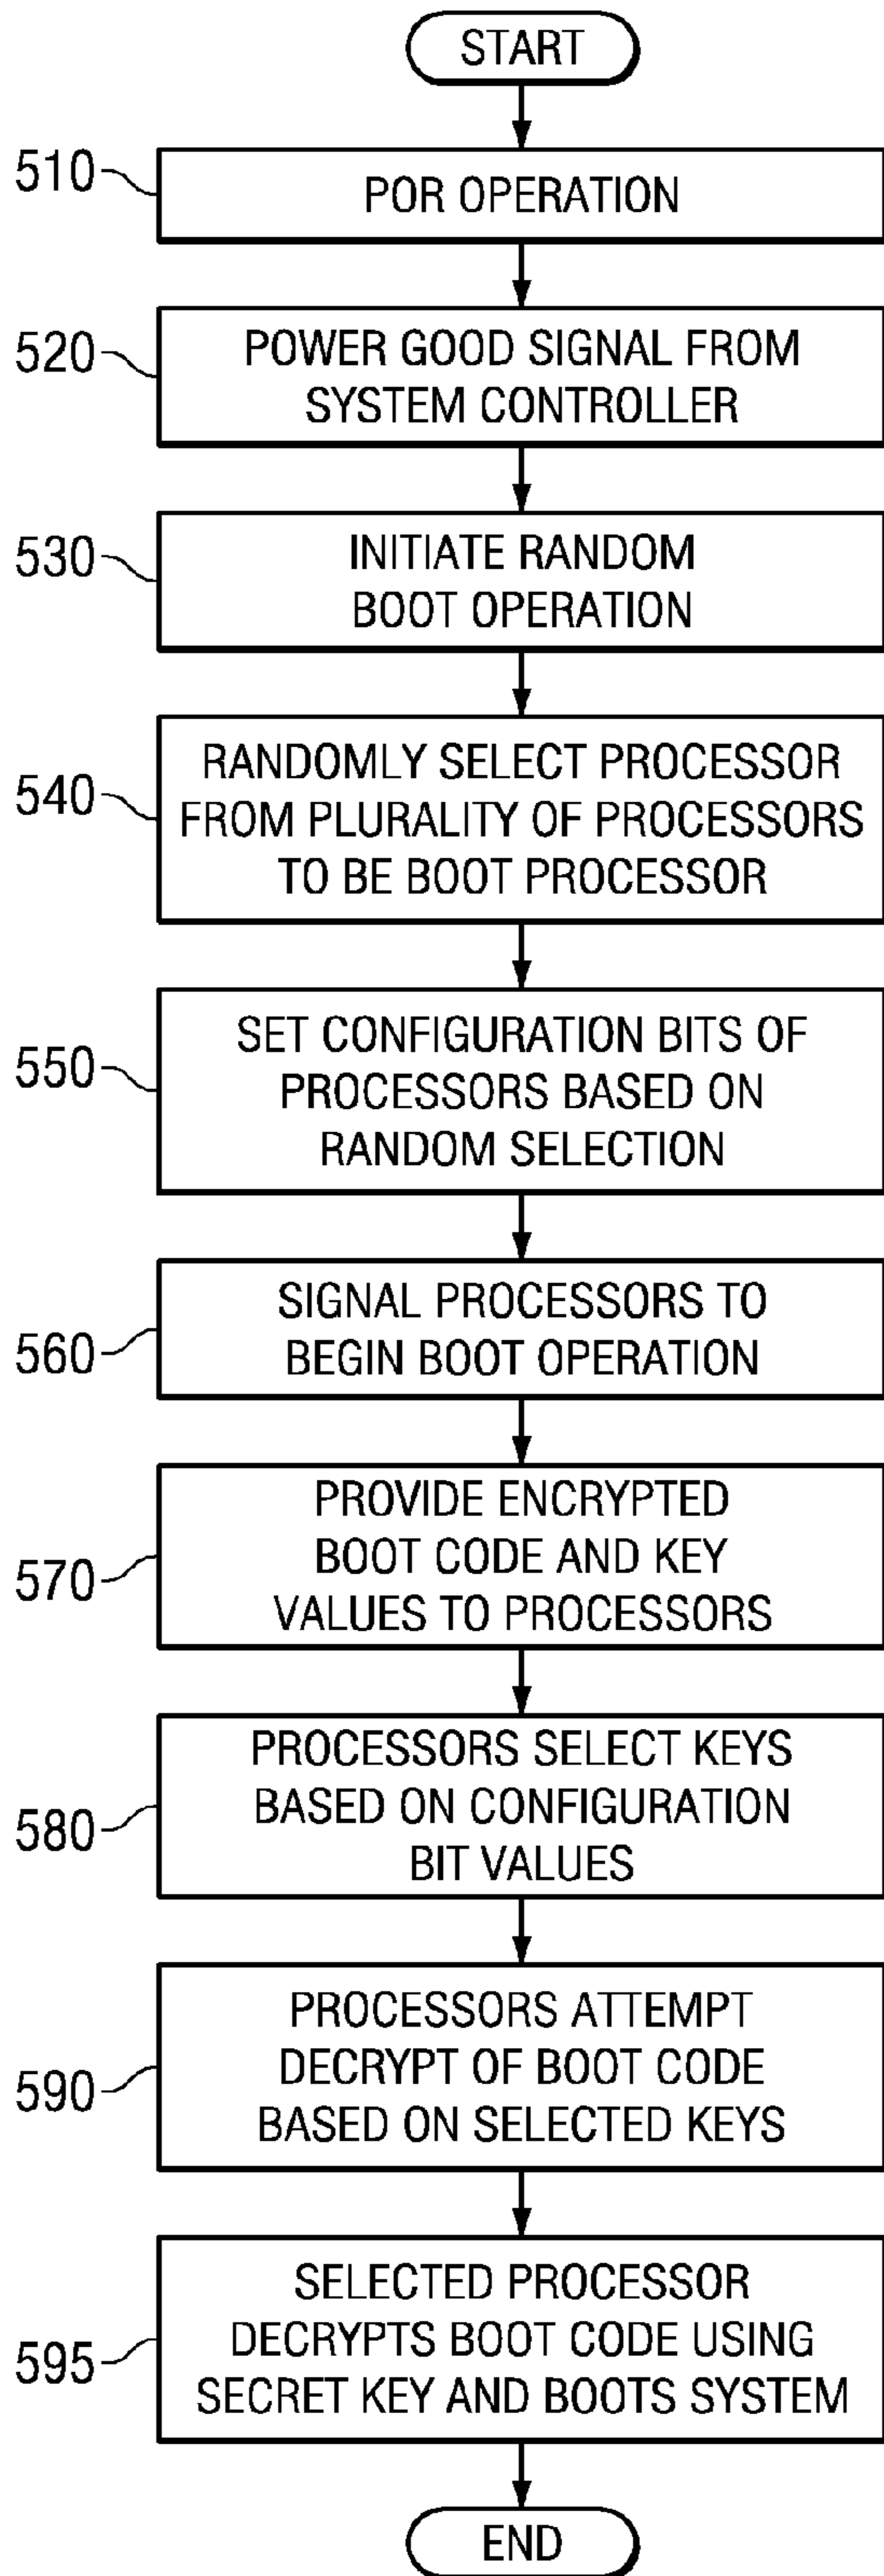 START
510
POR OPERATION
520
POWER GOOD SIGNAL FROM
SYSTEM CONTROLLER
530
INITIATE RANDOM
BOOT OPERATION
540
RANDOMLY SELECT PROCESSOR
FROM PLURALITY OF PROCESSORS
TO BE BOOT PROCESSOR
550
SET CONFIGURATION BITS OF
PROCESSORS BASED ON
RANDOM SELECTION
560
SIGNAL PROCESSORS TO
BEGIN BOOT OPERATION
570
PROVIDE ENCRYPTED
BOOT CODE AND KEY
VALUES TO PROCESSORS
580
PROCESSORS SELECT KEYS
BASED ON CONFIGURATION
BIT VALUES
590
PROCESSORS ATTEMPT
DECRYPT OF BOOT CODE
BASED ON SELECTED KEYS
595
SELECTED PROCESSOR
DECRYPTS BOOT CODE USING
SECRET KEY AND BOOTS SYSTEM
END